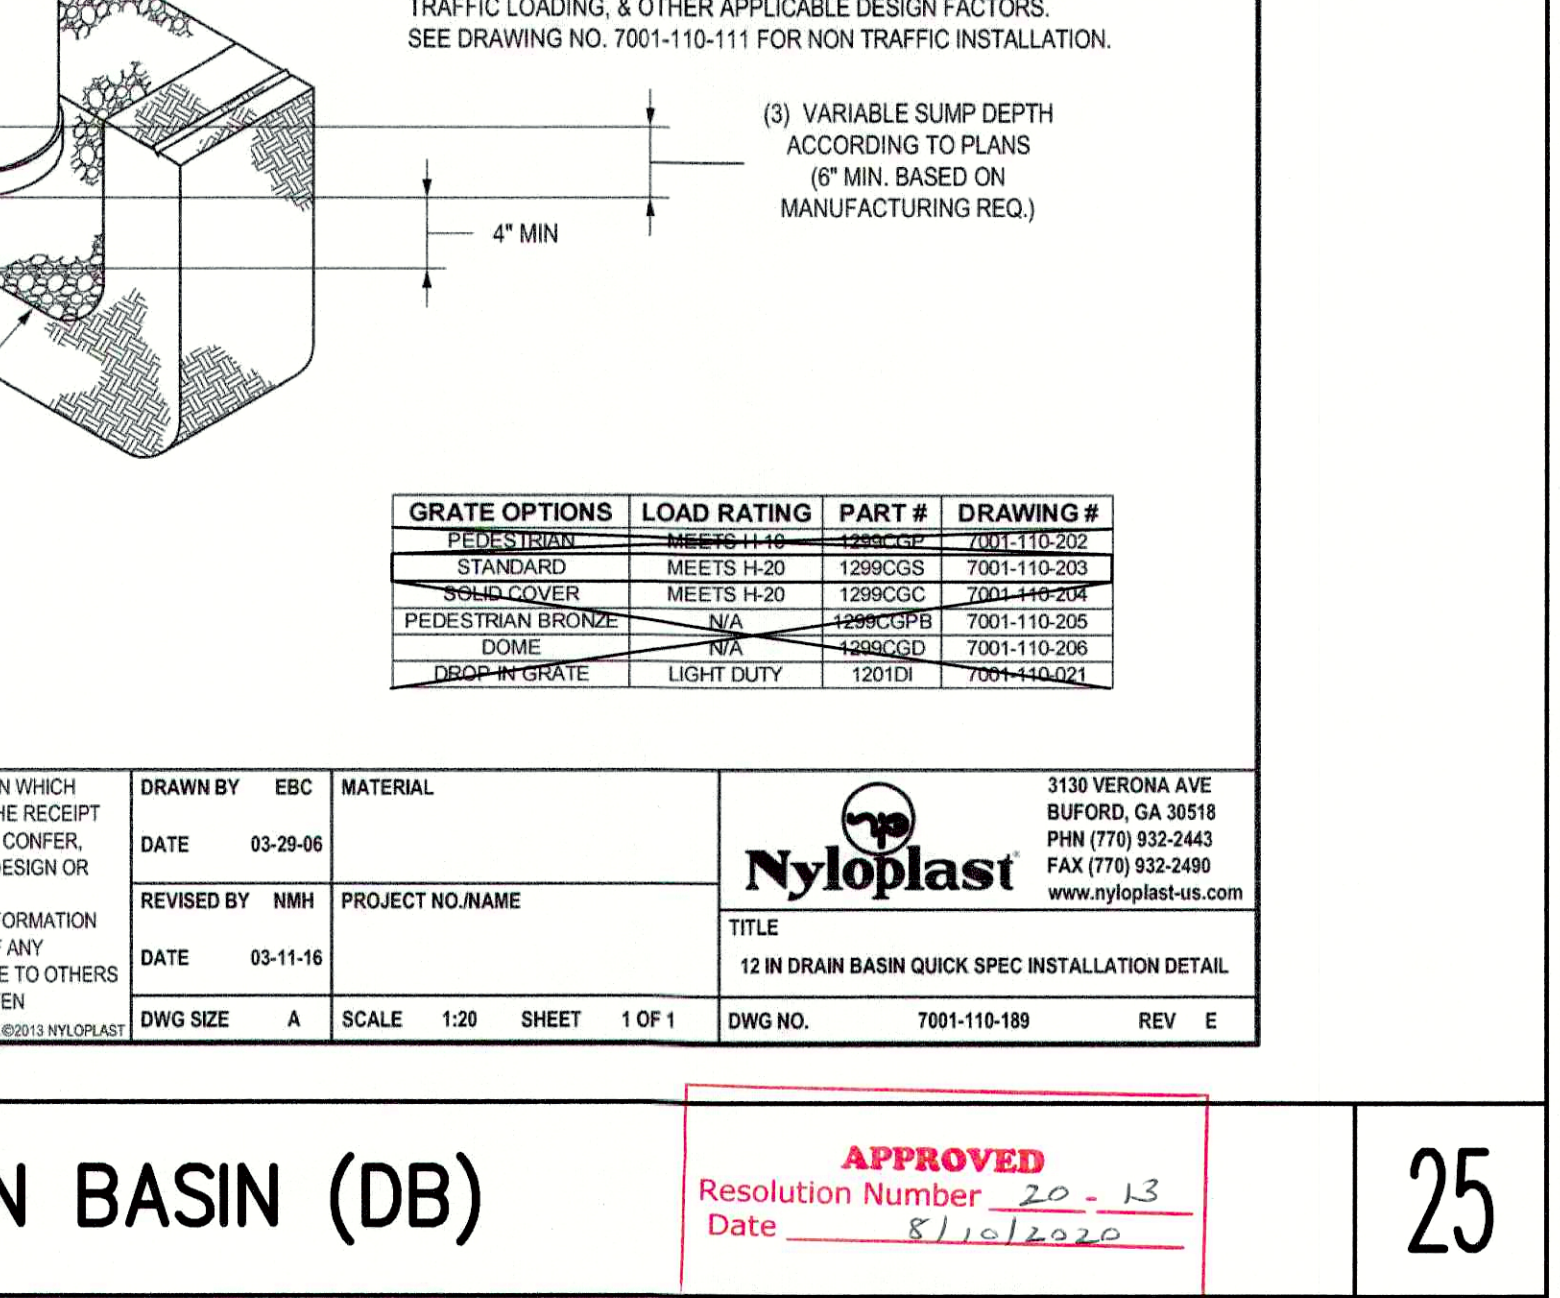 TRAFFIC LOADING, & OTHER APPLICABLE DESIGN FACTORS.
SEE DRAWING NO. 7001-110-111 FOR NON TRAFFIC INSTALLATION.
(3) VARIABLE SUMP DEPTH
ACCORDING TO PLANS
(6" MIN. BASED ON
MANUFACTURING REQ.)
4" MIN
GRATE OPTIONS LOAD RATING PART # DRAWING #
PEDESTRIAN MEETS H-10 1299CGP 7001-110-202
STANDARD MEETS H-20 1299CGS 7001-110-203
SOLID COVER MEETS H-20 1299CGC 7001-110-204
PEDESTRIAN BRONZE N/A 1299CGPB 7001-110-205
DOME N/A 1299CGD 7001-110-206
DROP IN GRATE LIGHT DUTY 1201DI 7001-110-021
N WHICH
HE RECEIPT
CONFER,
ESIGN OR
ORMATION
ANY
E TO OTHERS
EN
©2013 NYLOPLAST
DRAWN BY EBC
DATE 03-29-06
REVISED BY NMH
DATE 03-11-16
DWG SIZE A
MATERIAL
PROJECT NO./NAME
SCALE 1:20 SHEET 1 OF 1
Nyloplast
3130 VERONA AVE
BUFORD, GA 30518
PHN (770) 932-2443
FAX (770) 932-2490
www.nyloplast-us.com
TITLE
12 IN DRAIN BASIN QUICK SPEC INSTALLATION DETAIL
DWG NO. 7001-110-189 REV E
N BASIN (DB)
APPROVED
Resolution Number 20-13
Date 8/10/2020
25